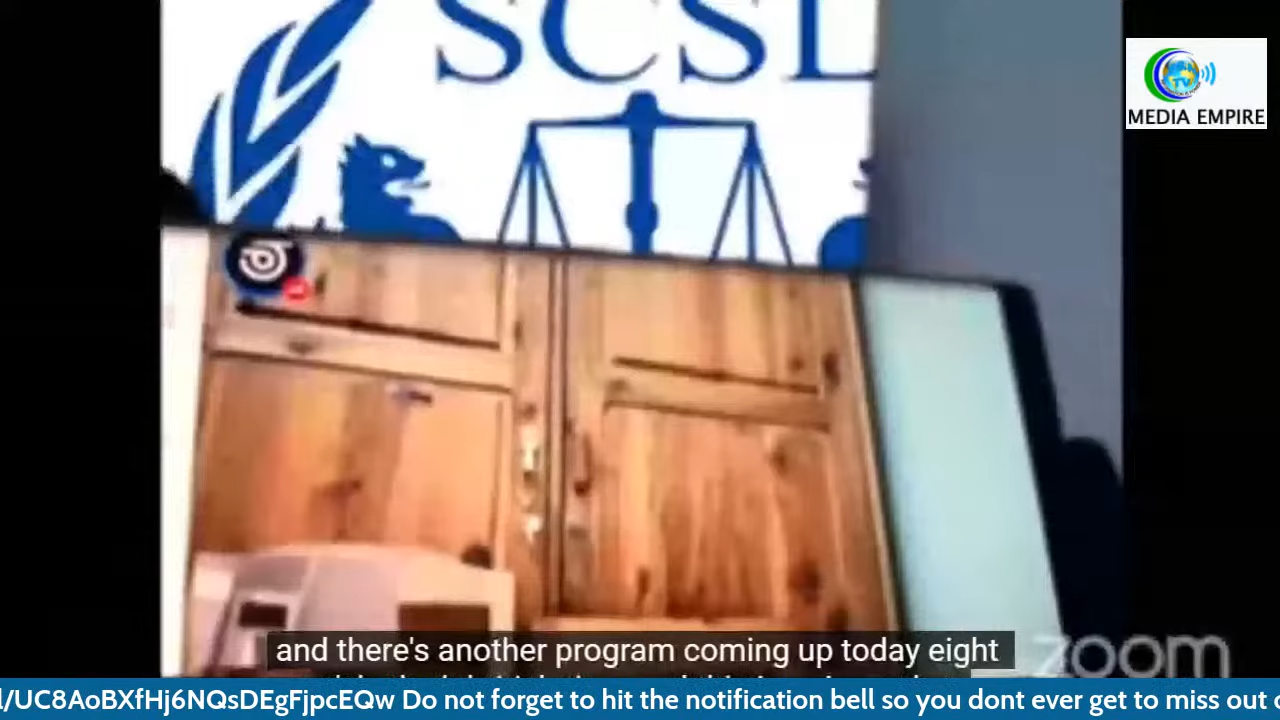 SCSL
TV
MEDIA EMPIRE
and there's another program coming up today eight
zoom
l/UC8AoBXfHj6NQsDEgFjpcEQw Do not forget to hit the notification bell so you dont ever get to miss out